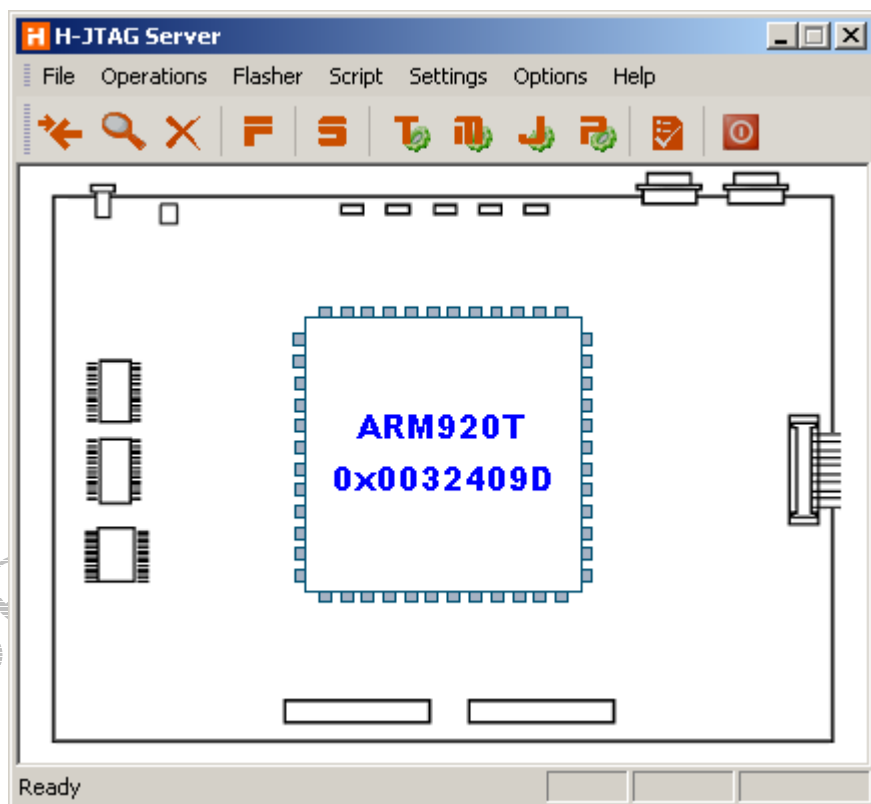 H-JTAG Server
File Operations Flasher Script Settings Options Help
ARM920T
0x0032409D
Ready